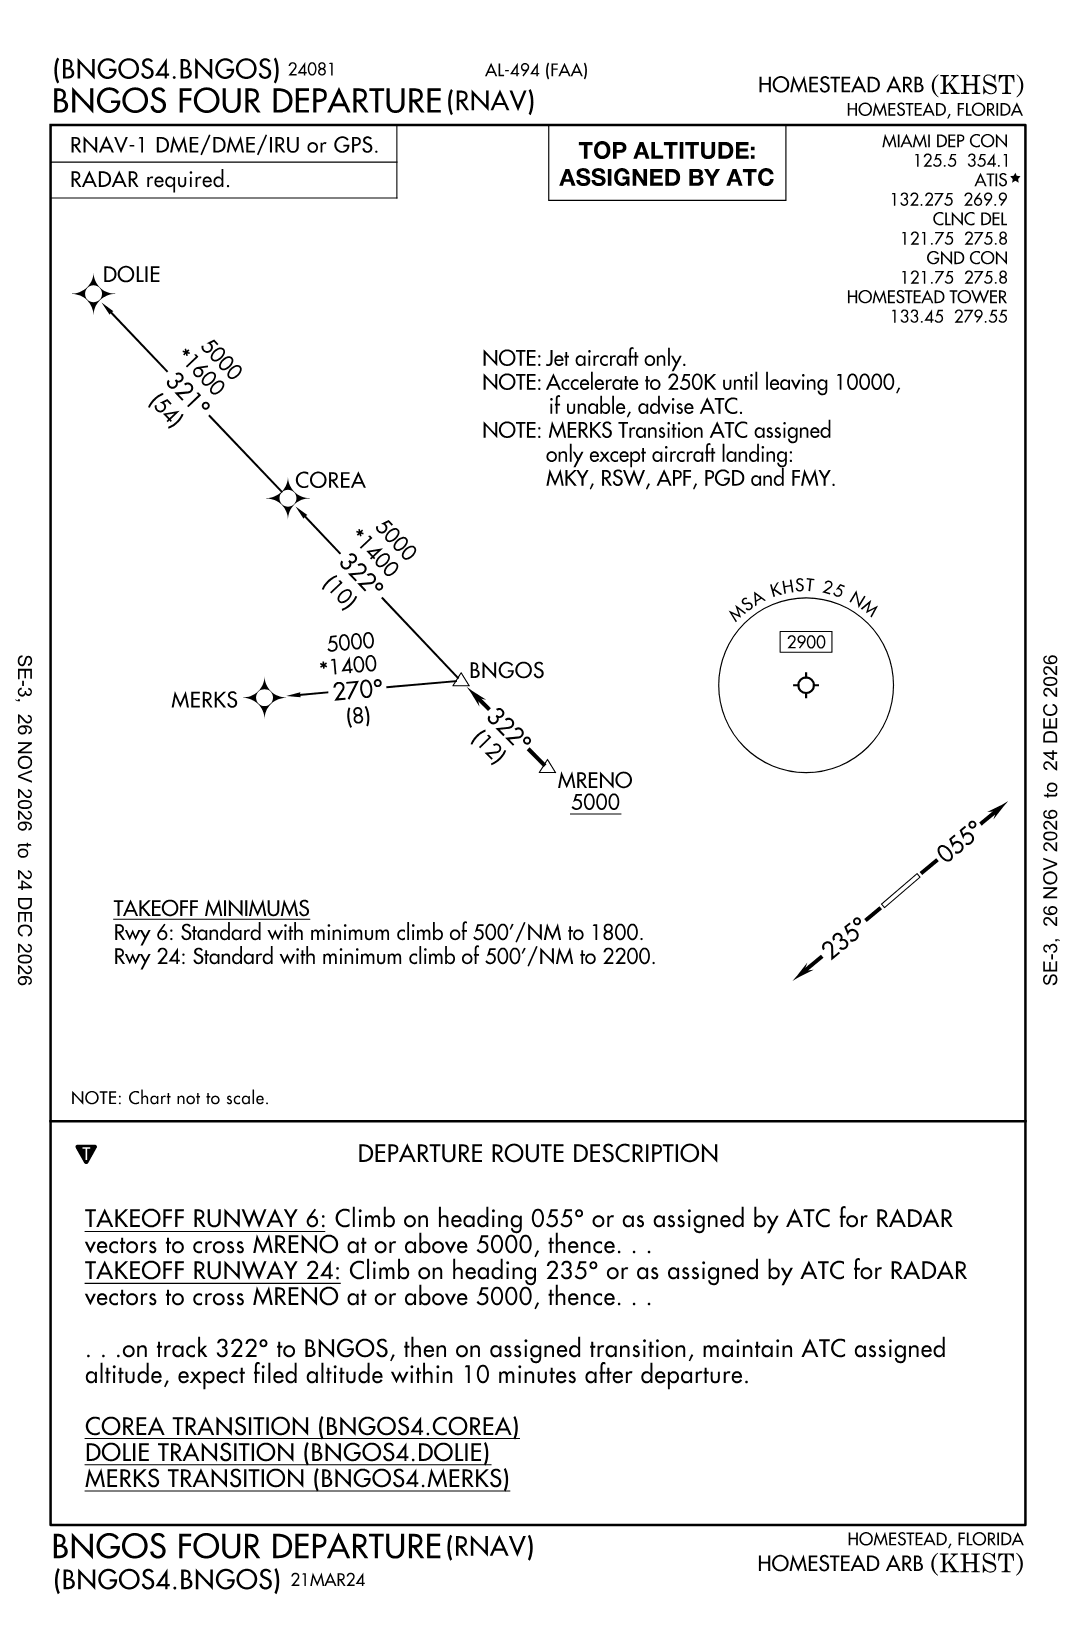 (BNGOS4.BNGOS) 24081
AL-494 (FAA)
BNGOS FOUR DEPARTURE (RNAV)
HOMESTEAD ARB (KHST)
HOMESTEAD, FLORIDA
RNAV-1 DME/DME/IRU or GPS.
RADAR required.
TOP ALTITUDE:
ASSIGNED BY ATC
MIAMI DEP CON
125.5 354.1
ATIS★
132.275 269.9
CLNC DEL
121.75 275.8
GND CON
121.75 275.8
HOMESTEAD TOWER
133.45 279.55
DOLIE
5000
*1600
321°
(54)
NOTE: Jet aircraft only.
NOTE: Accelerate to 250K until leaving 10000,
if unable, advise ATC.
NOTE: MERKS Transition ATC assigned
only except aircraft landing:
MKY, RSW, APF, PGD and FMY.
COREA
5000
*1400
322°
(10)
MSA KHST 25 NM
2900
5000
*1400
270°
(8)
MERKS
BNGOS
322°
(12)
MRENO
5000
055°
235°
TAKEOFF MINIMUMS
Rwy 6: Standard with minimum climb of 500'/NM to 1800.
Rwy 24: Standard with minimum climb of 500'/NM to 2200.
NOTE: Chart not to scale.
SE-3, 26 NOV 2026 to 24 DEC 2026
SE-3, 26 NOV 2026 to 24 DEC 2026
T
DEPARTURE ROUTE DESCRIPTION
TAKEOFF RUNWAY 6: Climb on heading 055° or as assigned by ATC for RADAR
vectors to cross MRENO at or above 5000, thence. . .
TAKEOFF RUNWAY 24: Climb on heading 235° or as assigned by ATC for RADAR
vectors to cross MRENO at or above 5000, thence. . .
. . .on track 322° to BNGOS, then on assigned transition, maintain ATC assigned
altitude, expect filed altitude within 10 minutes after departure.
COREA TRANSITION (BNGOS4.COREA)
DOLIE TRANSITION (BNGOS4.DOLIE)
MERKS TRANSITION (BNGOS4.MERKS)
BNGOS FOUR DEPARTURE (RNAV)
(BNGOS4.BNGOS) 21MAR24
HOMESTEAD, FLORIDA
HOMESTEAD ARB (KHST)